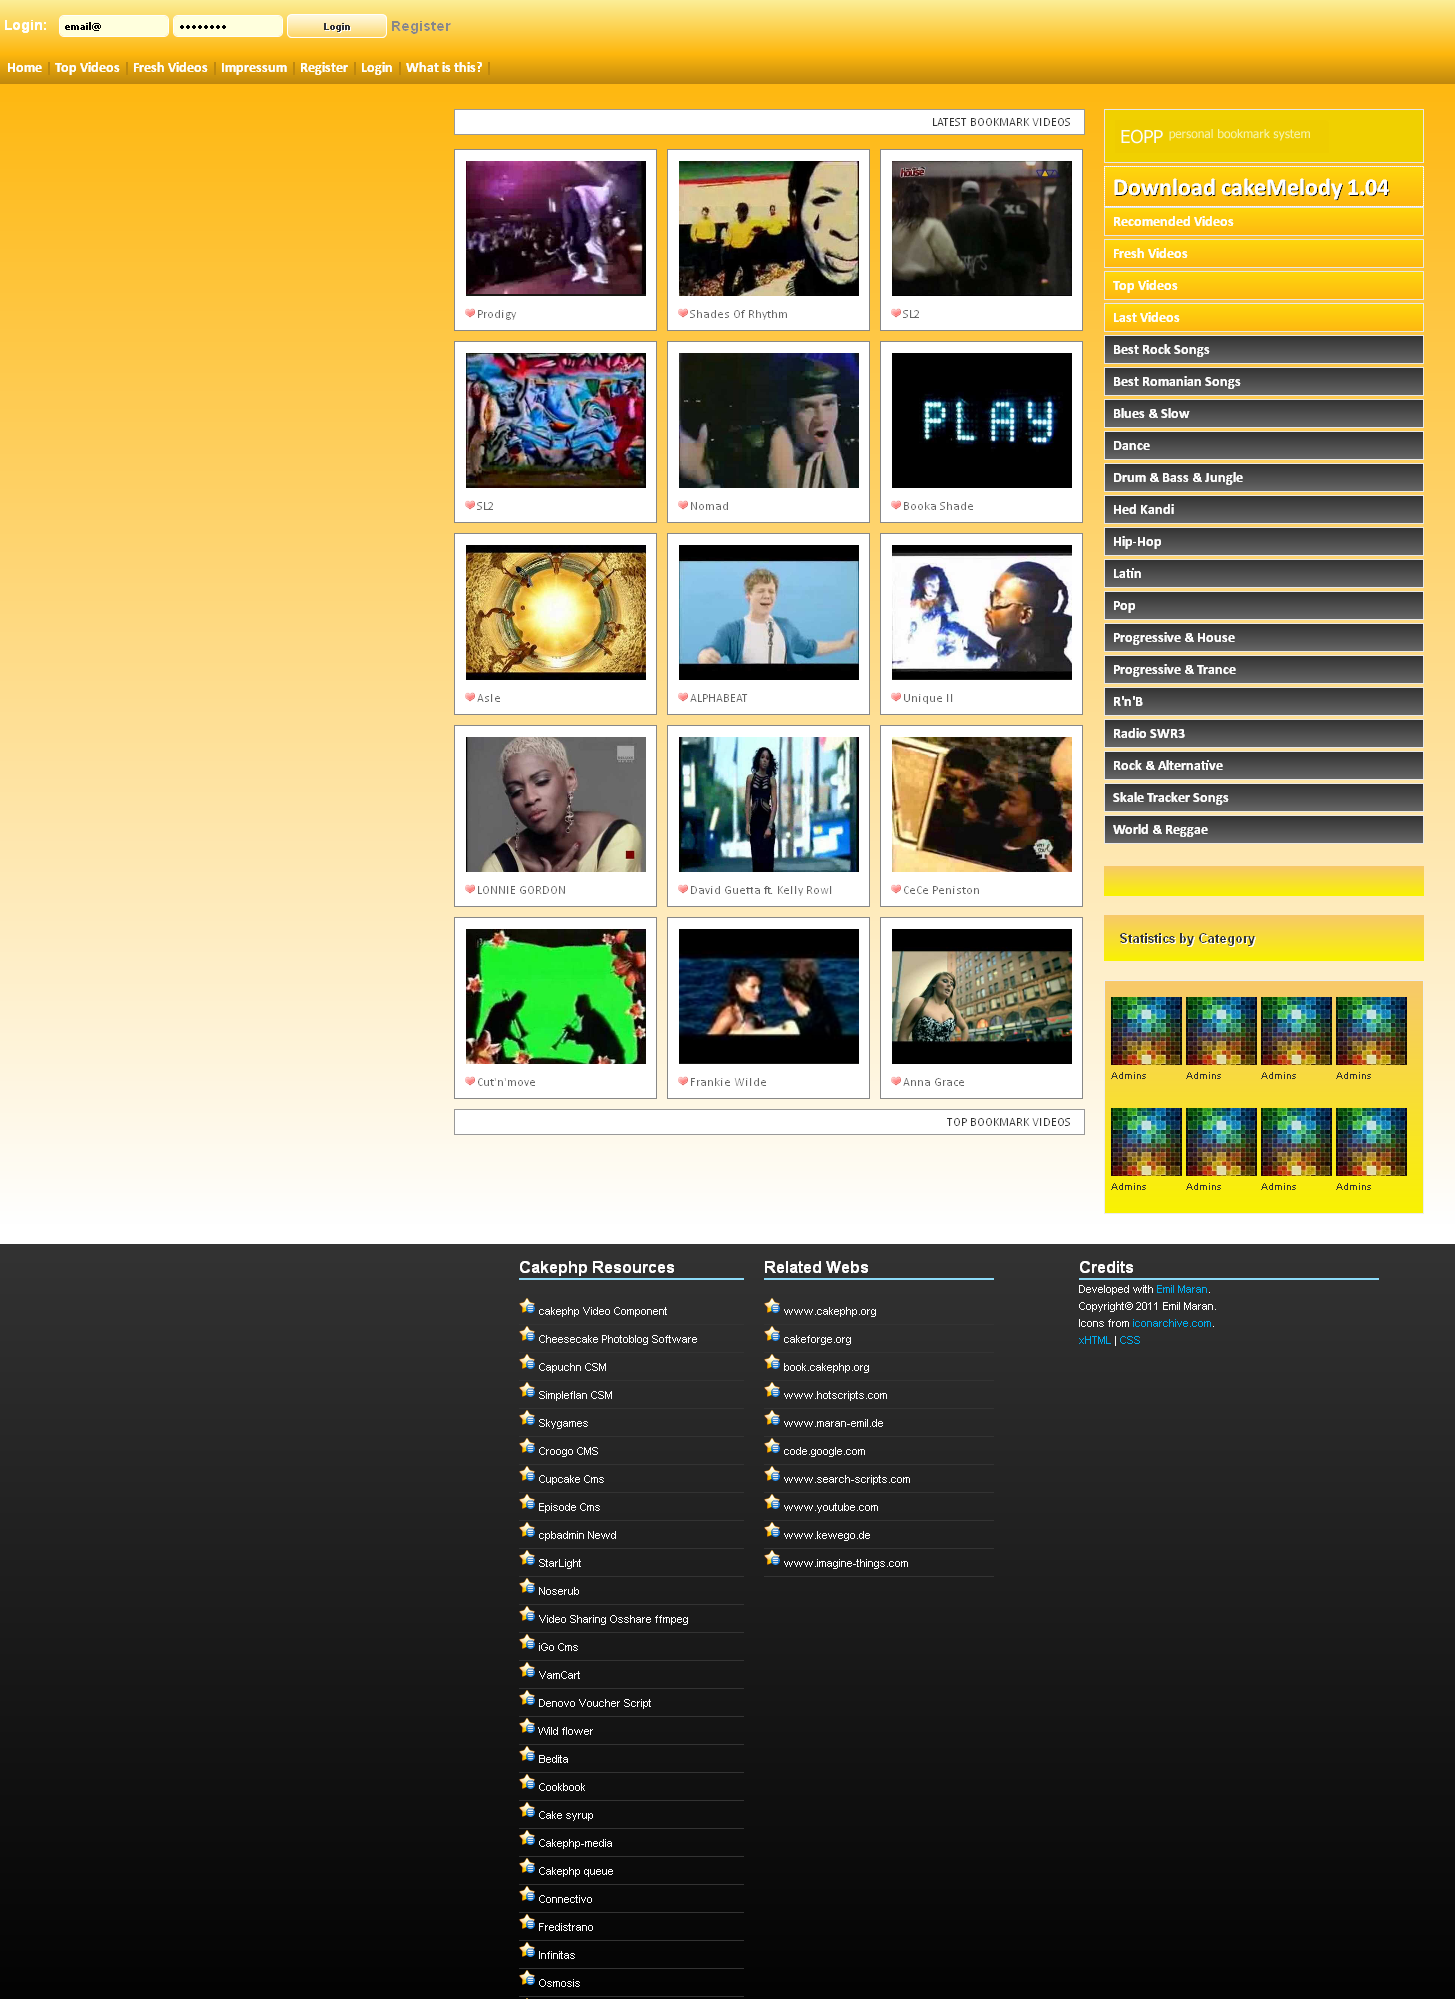 Login: email@ •••••••• Login Register
Home | Top Videos | Fresh Videos | Impressum | Register | Login | What is this? |
LATEST BOOKMARK VIDEOS
Prodigy
Shades Of Rhythm
house
XL
SL2
SL2
Nomad
PLAY
Booka Shade
Asle
ALPHABEAT
Unique II
LONNIE GORDON
David Guetta ft. Kelly Rowl
CeCe Peniston
Cut'n'move
Frankie Wilde
Anna Grace
TOP BOOKMARK VIDEOS
EOPP personal bookmark system
Download cakeMelody 1.04
Recomended Videos
Fresh Videos
Top Videos
Last Videos
Best Rock Songs
Best Romanian Songs
Blues & Slow
Dance
Drum & Bass & Jungle
Hed Kandi
Hip-Hop
Latin
Pop
Progressive & House
Progressive & Trance
R'n'B
Radio SWR3
Rock & Alternative
Skale Tracker Songs
World & Reggae
Statistics by Category
Admins Admins Admins Admins
Admins Admins Admins Admins
Cakephp Resources
cakephp Video Component
Cheesecake Photoblog Software
Capuchn CSM
Simpleflan CSM
Skygames
Croogo CMS
Cupcake Cms
Episode Cms
cpbadmin Newd
StarLight
Noserub
Video Sharing Osshare ffmpeg
iGo Cms
VamCart
Denovo Voucher Script
Wild flower
Bedita
Cookbook
Cake syrup
Cakephp-media
Cakephp queue
Connectivo
Fredistrano
Infinitas
Osmosis
Related Webs
www.cakephp.org
cakeforge.org
book.cakephp.org
www.hotscripts.com
www.maran-emil.de
code.google.com
www.search-scripts.com
www.youtube.com
www.kewego.de
www.imagine-things.com
Credits
Developed with Emil Maran.
Copyright© 2011 Emil Maran.
Icons from iconarchive.com.
xHTML | CSS